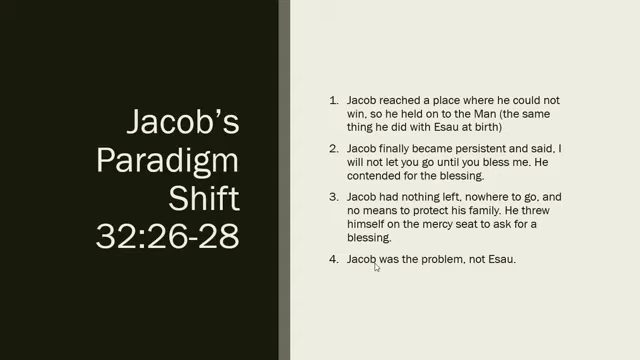 Jacob's
Paradigm
Shift
32:26-28
1. Jacob reached a place where he could not
win, so he held on to the Man (the same
thing he did with Esau at birth)
2. Jacob finally became persistent and said, I
will not let you go until you bless me. He
contended for the blessing.
3. Jacob had nothing left, nowhere to go, and
no means to protect his family. He threw
himself on the mercy seat to ask for a
blessing.
4. Jacob was the problem, not Esau.